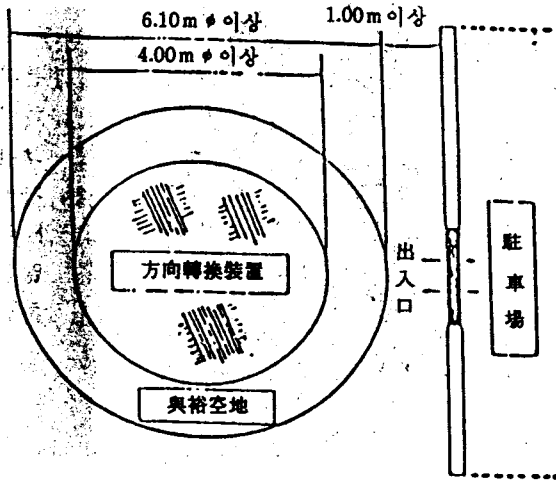 6.10m ø 이상
1.00m 이상
4.00m ø 이상
方向轉換裝置
出入口
駐車場
與裕空地